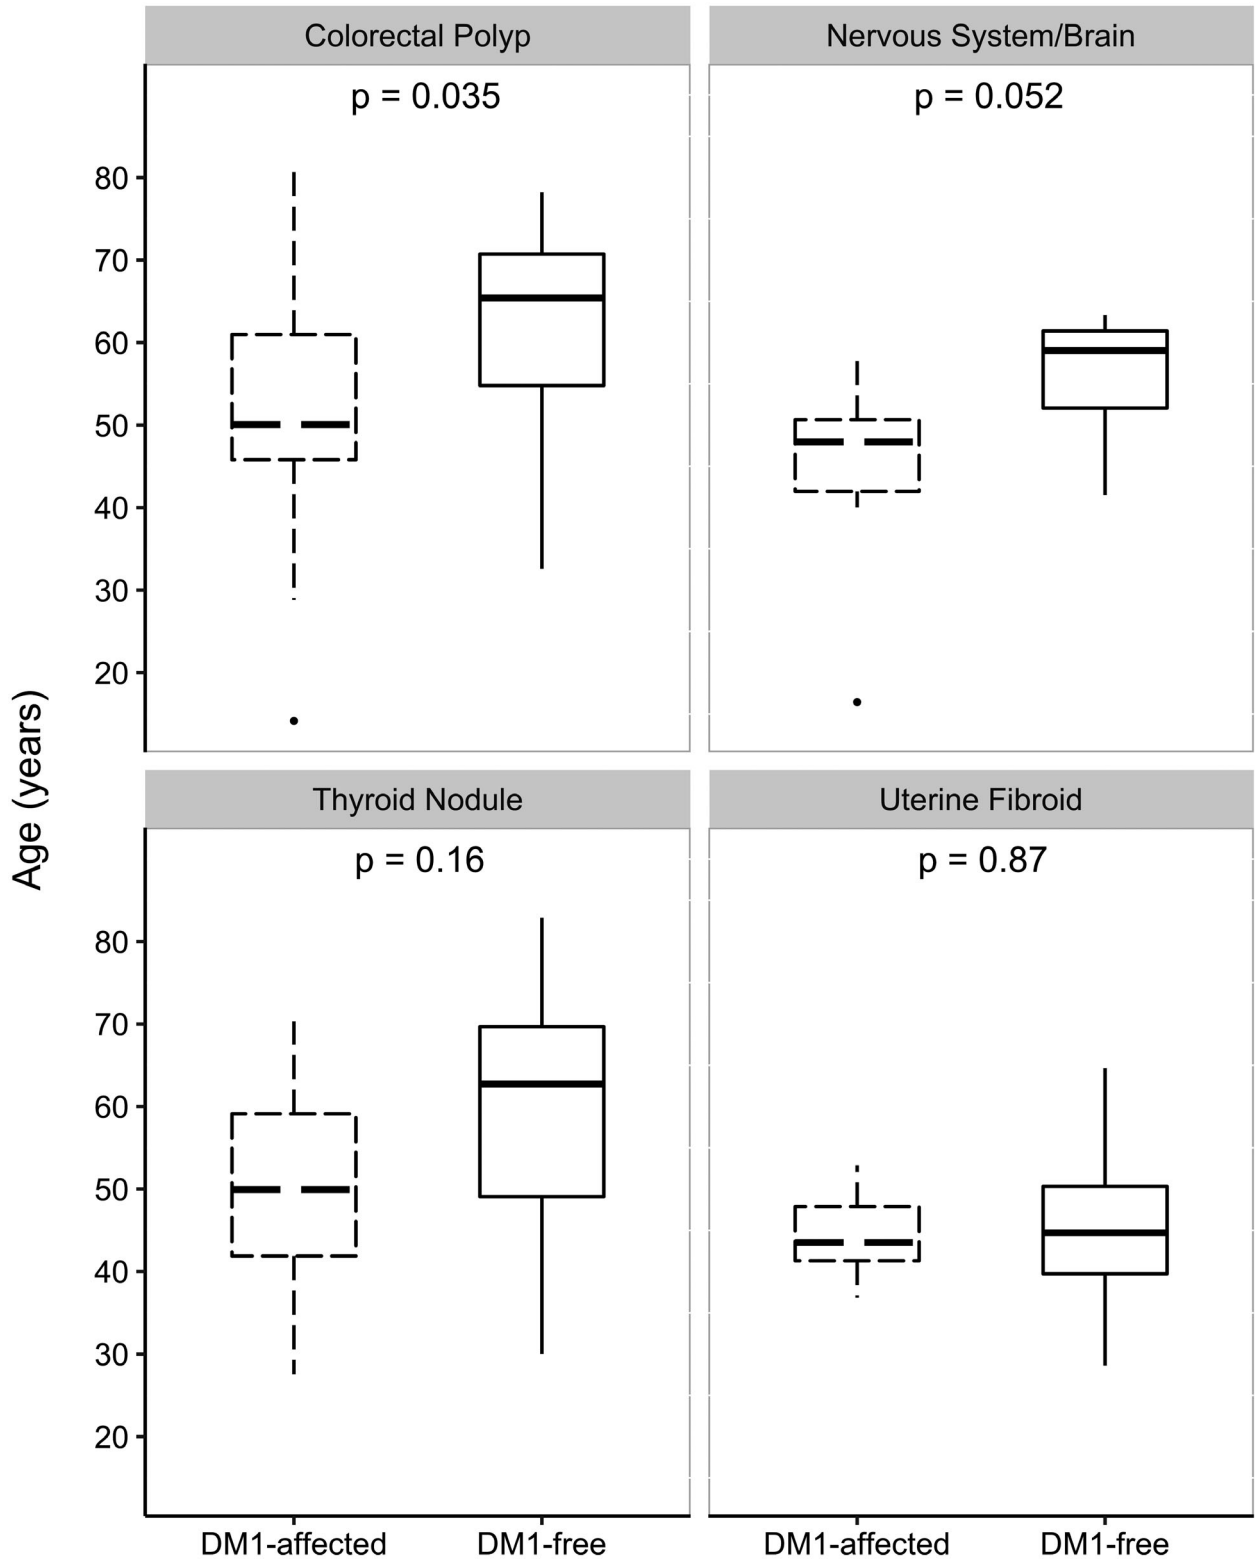 Colorectal Polyp
Nervous System/Brain
p = 0.035
p = 0.052
80
70
60
50
40
30
20
Age (years)
Thyroid Nodule
Uterine Fibroid
p = 0.16
p = 0.87
80
70
60
50
40
30
20
DM1-affected
DM1-free
DM1-affected
DM1-free